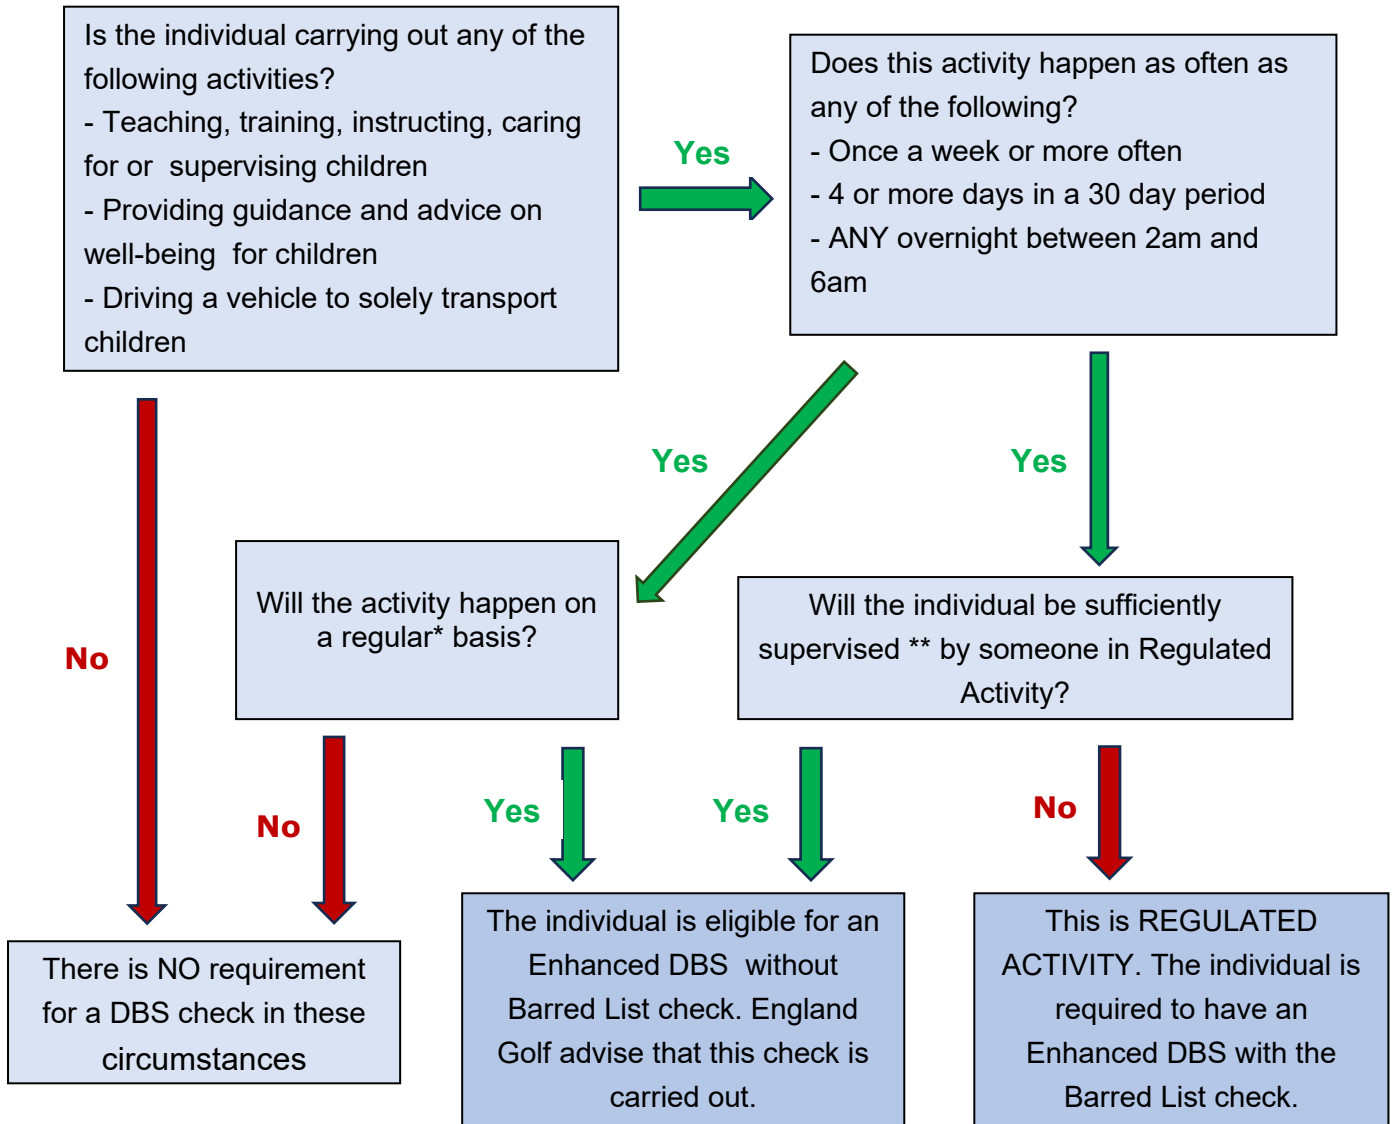 Is the individual carrying out any of the
following activities?
- Teaching, training, instructing, caring
for or supervising children
- Providing guidance and advice on
well-being for children
- Driving a vehicle to solely transport
children
Yes
Does this activity happen as often as
any of the following?
- Once a week or more often
- 4 or more days in a 30 day period
- ANY overnight between 2am and
6am
Yes
Yes
No
Will the activity happen on
a regular* basis?
Will the individual be sufficiently
supervised ** by someone in Regulated
Activity?
No
Yes
Yes
No
There is NO requirement
for a DBS check in these
circumstances
The individual is eligible for an
Enhanced DBS without
Barred List check. England
Golf advise that this check is
carried out.
This is REGULATED
ACTIVITY. The individual is
required to have an
Enhanced DBS with the
Barred List check.